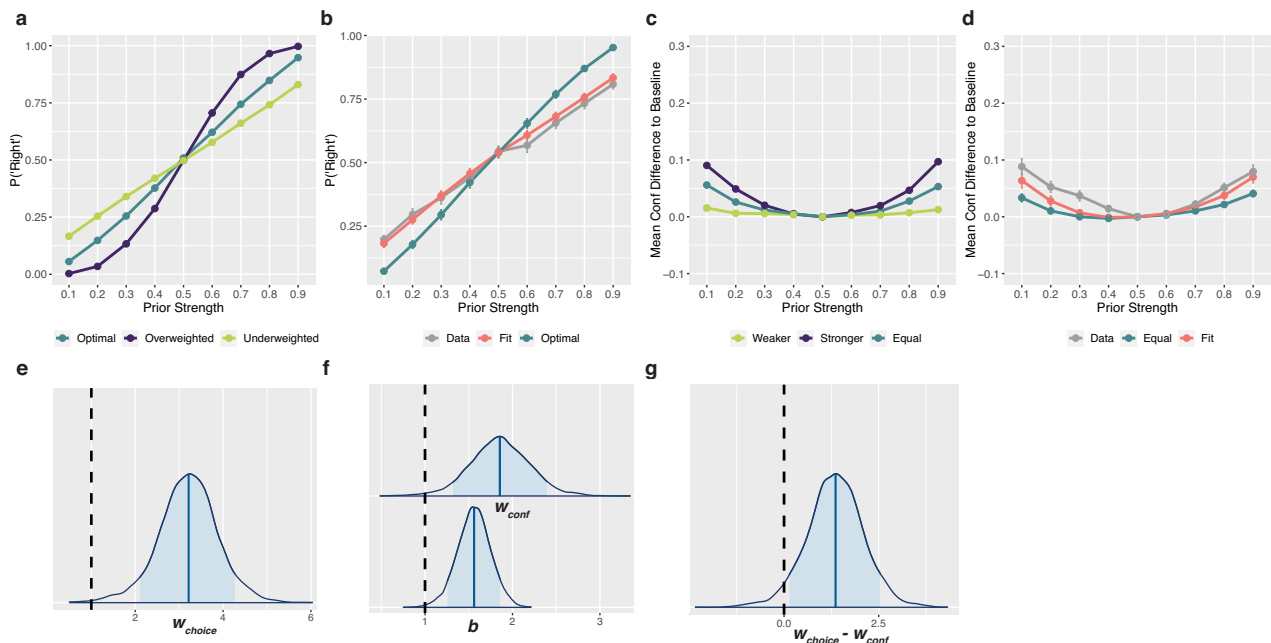 a
1.00
0.75
0.50
0.25
0.00
P('Right')
0.1 0.2 0.3 0.4 0.5 0.6 0.7 0.8 0.9
Prior Strength
Optimal Overweighted Underweighted
b
1.00
0.75
0.50
0.25
P('Right')
0.1 0.2 0.3 0.4 0.5 0.6 0.7 0.8 0.9
Prior Strength
Data Fit Optimal
c
0.3
0.2
0.1
0.0
−0.1
Mean Conf Difference to Baseline
0.1 0.2 0.3 0.4 0.5 0.6 0.7 0.8 0.9
Prior Strength
Weaker Stronger Equal
d
0.3
0.2
0.1
0.0
−0.1
Mean Conf Difference to Baseline
0.1 0.2 0.3 0.4 0.5 0.6 0.7 0.8 0.9
Prior Strength
Data Equal Fit
e
2 4 6
w_choice
f
w_conf
1 2 3
b
g
0.0 2.5
w_choice - w_conf